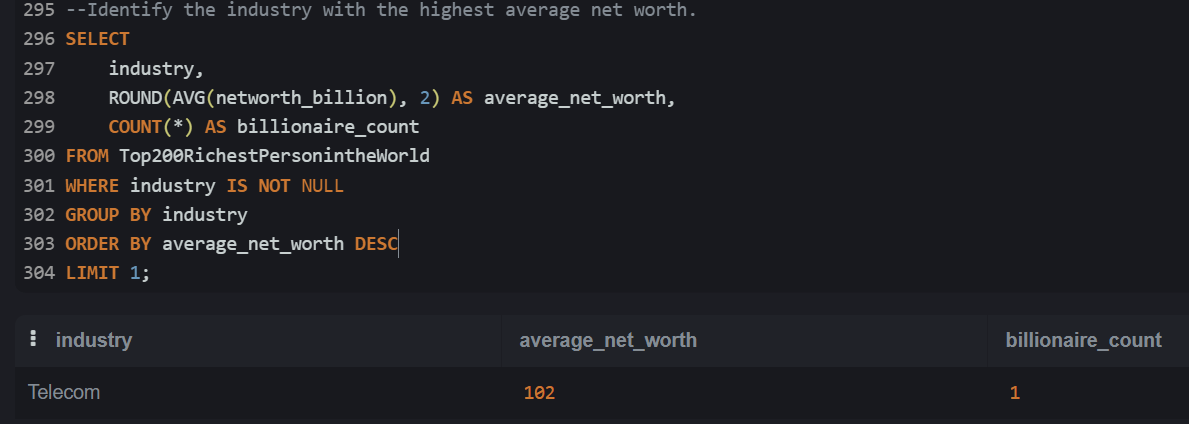 295 --Identify the industry with the highest average net worth.
296 SELECT
297 industry,
298 ROUND(AVG(networth_billion), 2) AS average_net_worth,
299 COUNT(*) AS billionaire_count
300 FROM Top200RichestPersonintheWorld
301 WHERE industry IS NOT NULL
302 GROUP BY industry
303 ORDER BY average_net_worth DESC
304 LIMIT 1;
industry average_net_worth billionaire_count
Telecom 102 1